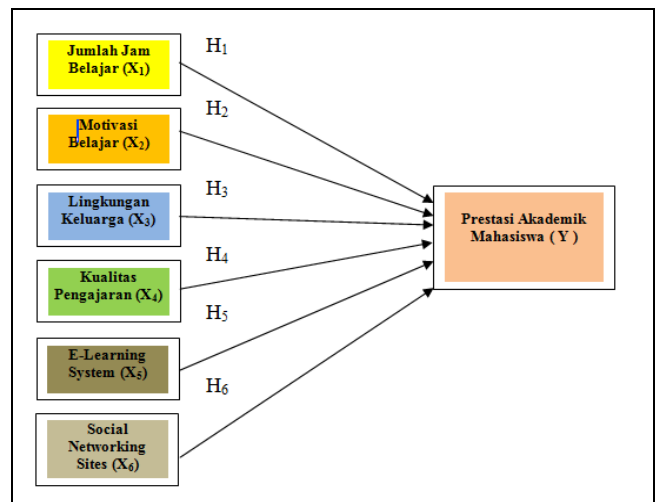 Jumlah Jam
Belajar (X₁)
H₁
Motivasi
Belajar (X₂)
H₂
Lingkungan
Keluarga (X₃)
H₃
Kualitas
Pengajaran (X₄)
H₄
E-Learning
System (X₅)
H₅
Social
Networking
Sites (X₆)
H₆
Prestasi Akademik
Mahasiswa ( Y )